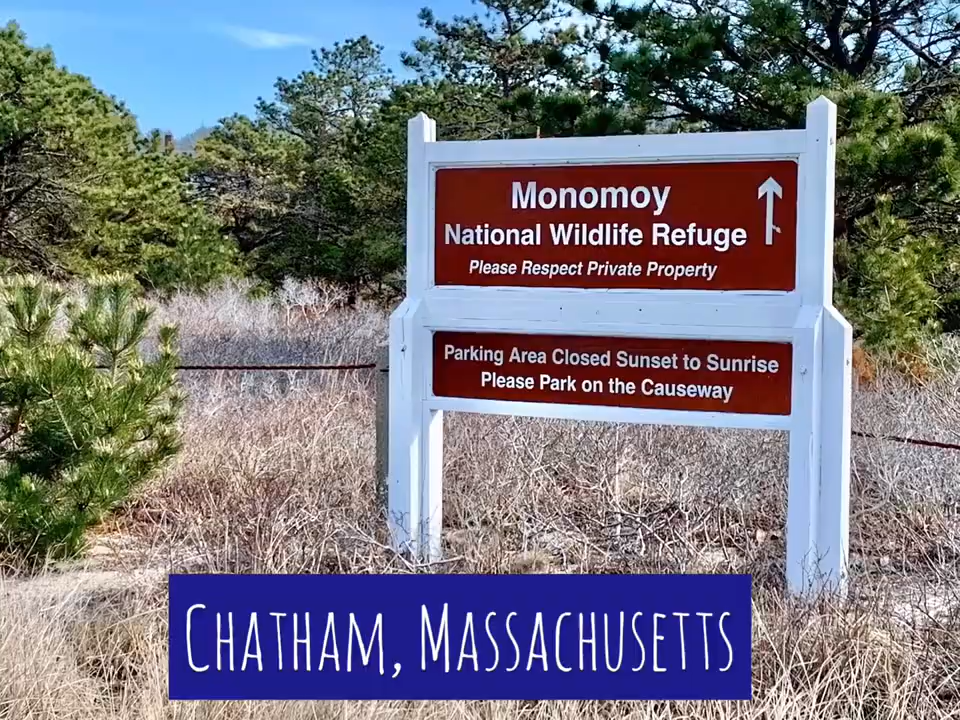 Monomoy
National Wildlife Refuge
Please Respect Private Property
Parking Area Closed Sunset to Sunrise
Please Park on the Causeway
Chatham, Massachusetts